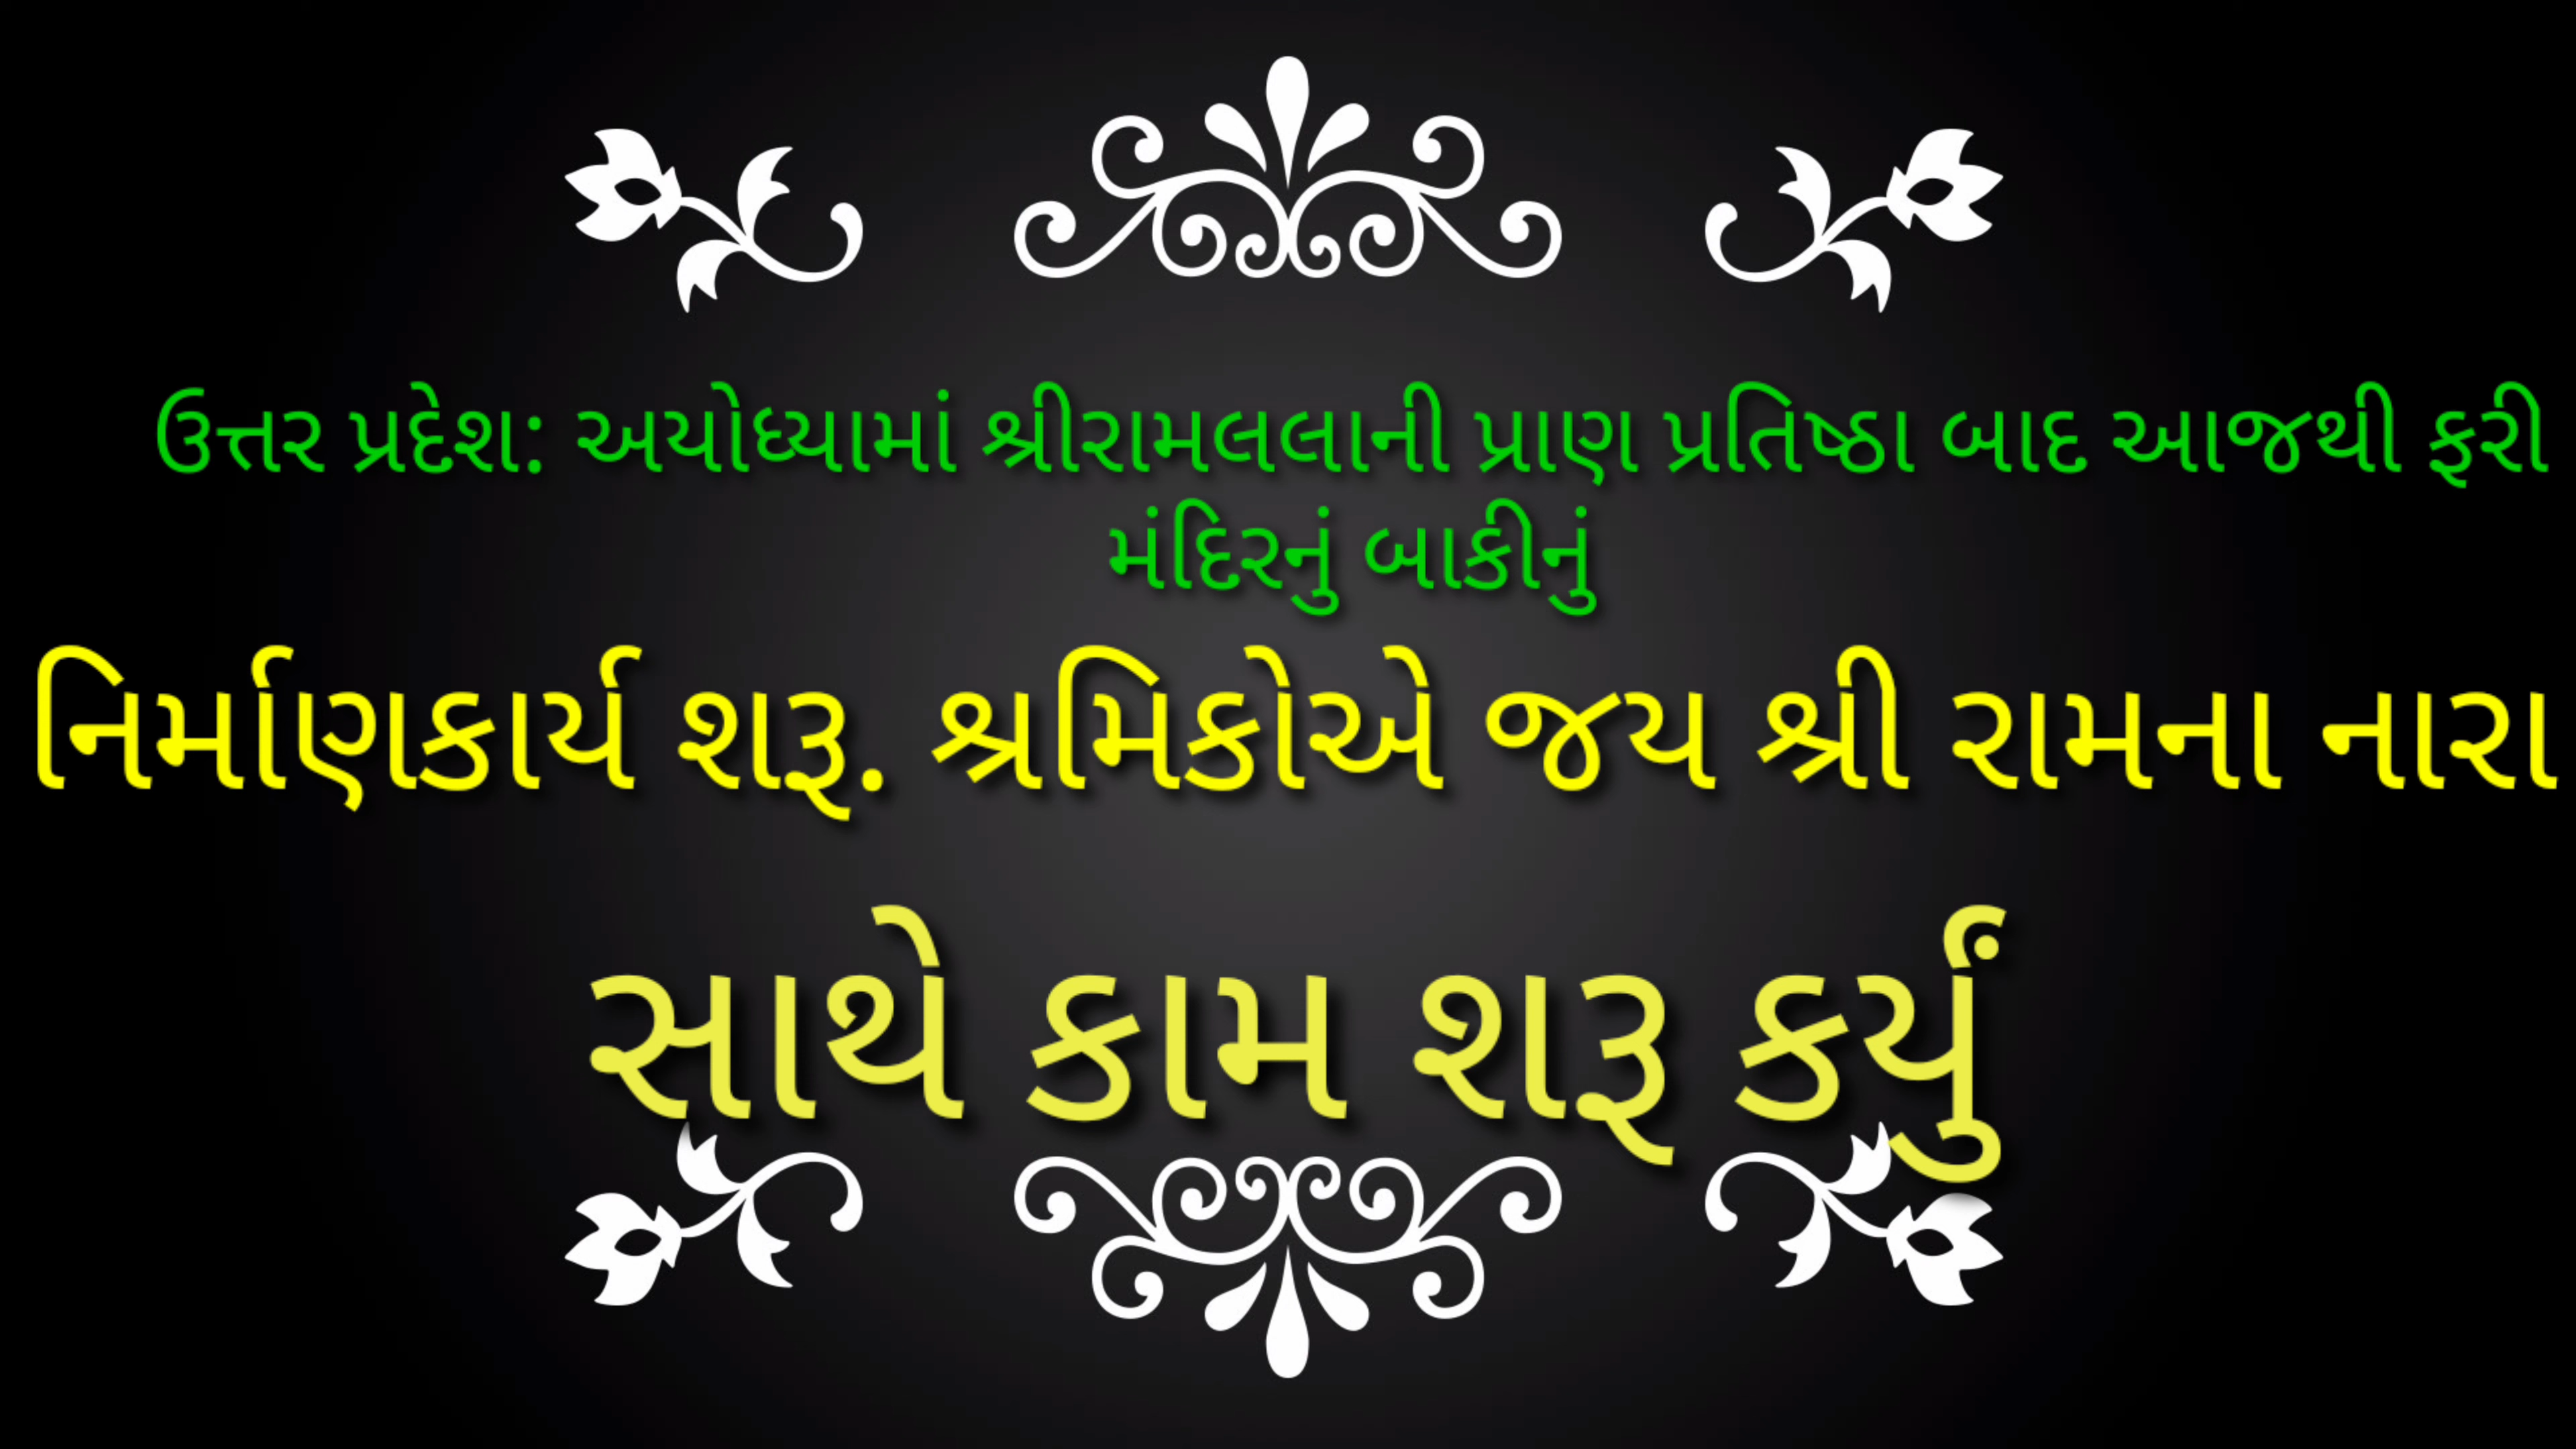 ઉત્તર પ્રદેશ: અયોધ્યામાં શ્રીરામલલાની પ્રાણ પ્રતિષ્ઠા બાદ આજથી ફરી
મંદિરનું બાકીનું
નિર્માણકાર્ય શરૂ. શ્રમિકોએ જય શ્રી રામના નારા
સાથે કામ શરૂ કર્યું